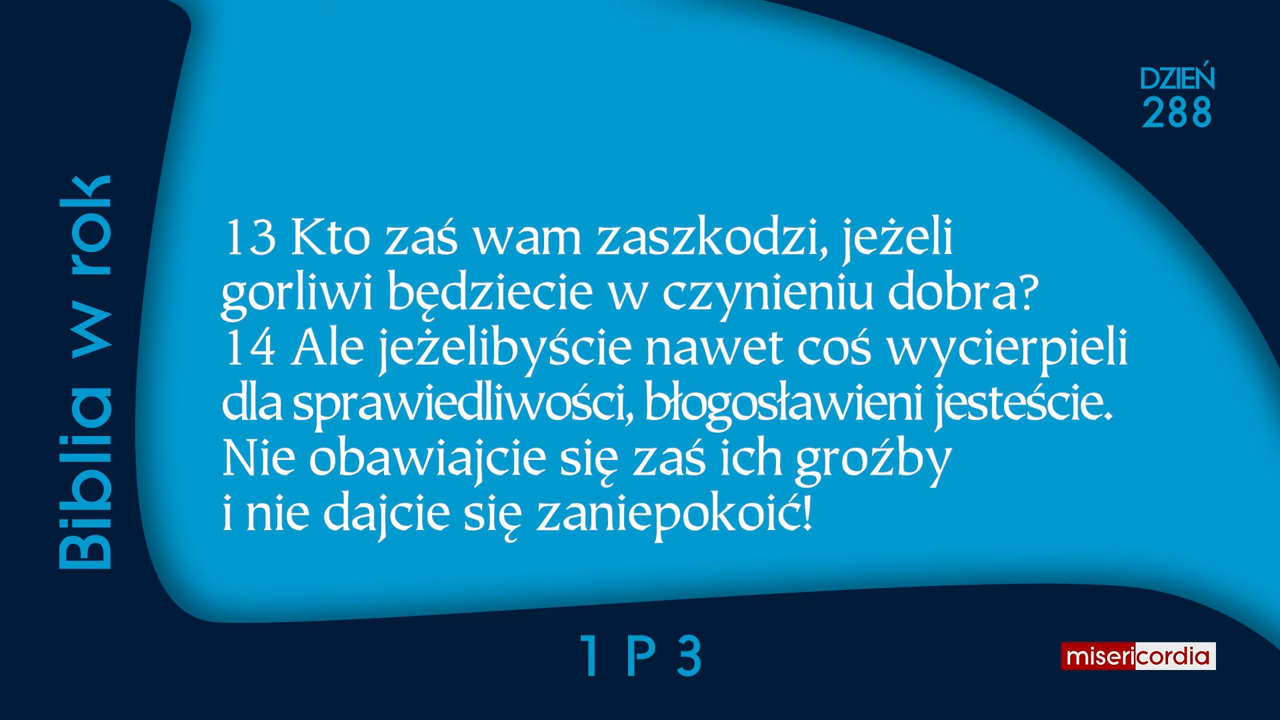 DZIEŃ
288
Biblia w rok
13 Kto zaś wam zaszkodzi, jeżeli
gorliwi będziecie w czynieniu dobra?
14 Ale jeżelibyście nawet coś wycierpieli
dla sprawiedliwości, błogosławieni jesteście.
Nie obawiajcie się zaś ich groźby
i nie dajcie się zaniepokoić!
1 P 3
misericordia